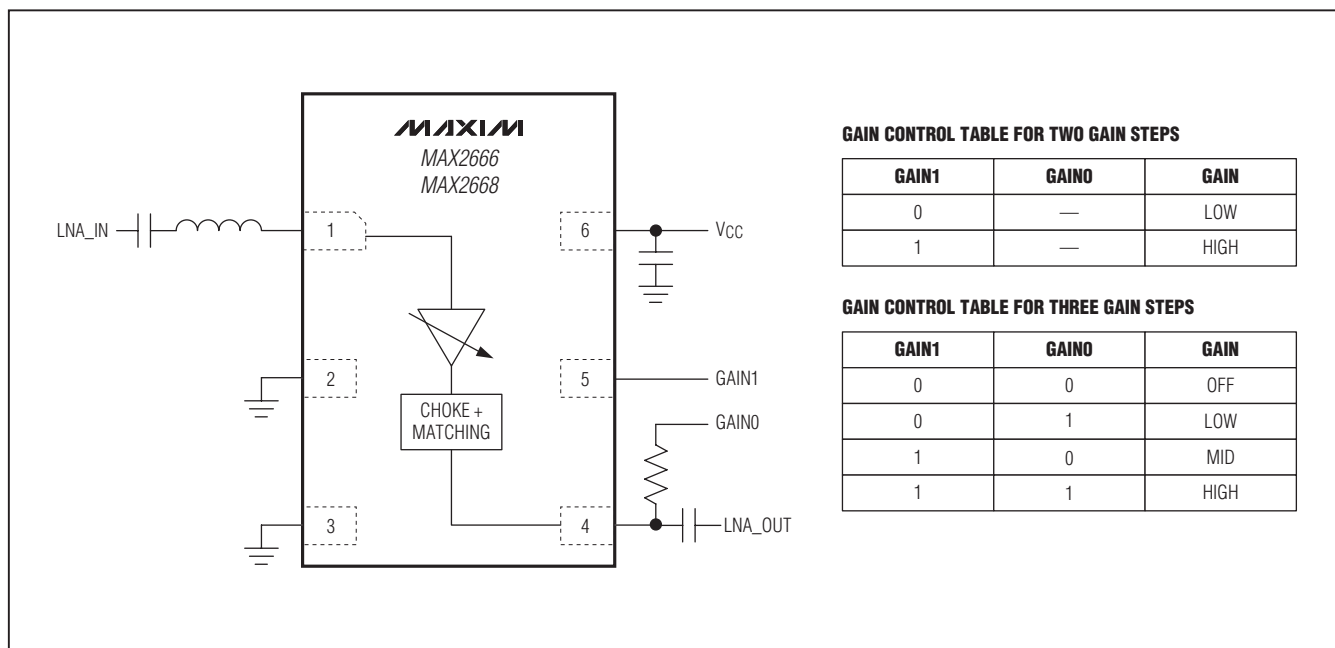 MAXIM
MAX2666
MAX2668
LNA_IN
1
6
VCC
2
5
GAIN1
CHOKE +
MATCHING
GAIN0
3
4
LNA_OUT
GAIN CONTROL TABLE FOR TWO GAIN STEPS
GAIN1 GAIN0 GAIN
0 — LOW
1 — HIGH
GAIN CONTROL TABLE FOR THREE GAIN STEPS
GAIN1 GAIN0 GAIN
0 0 OFF
0 1 LOW
1 0 MID
1 1 HIGH